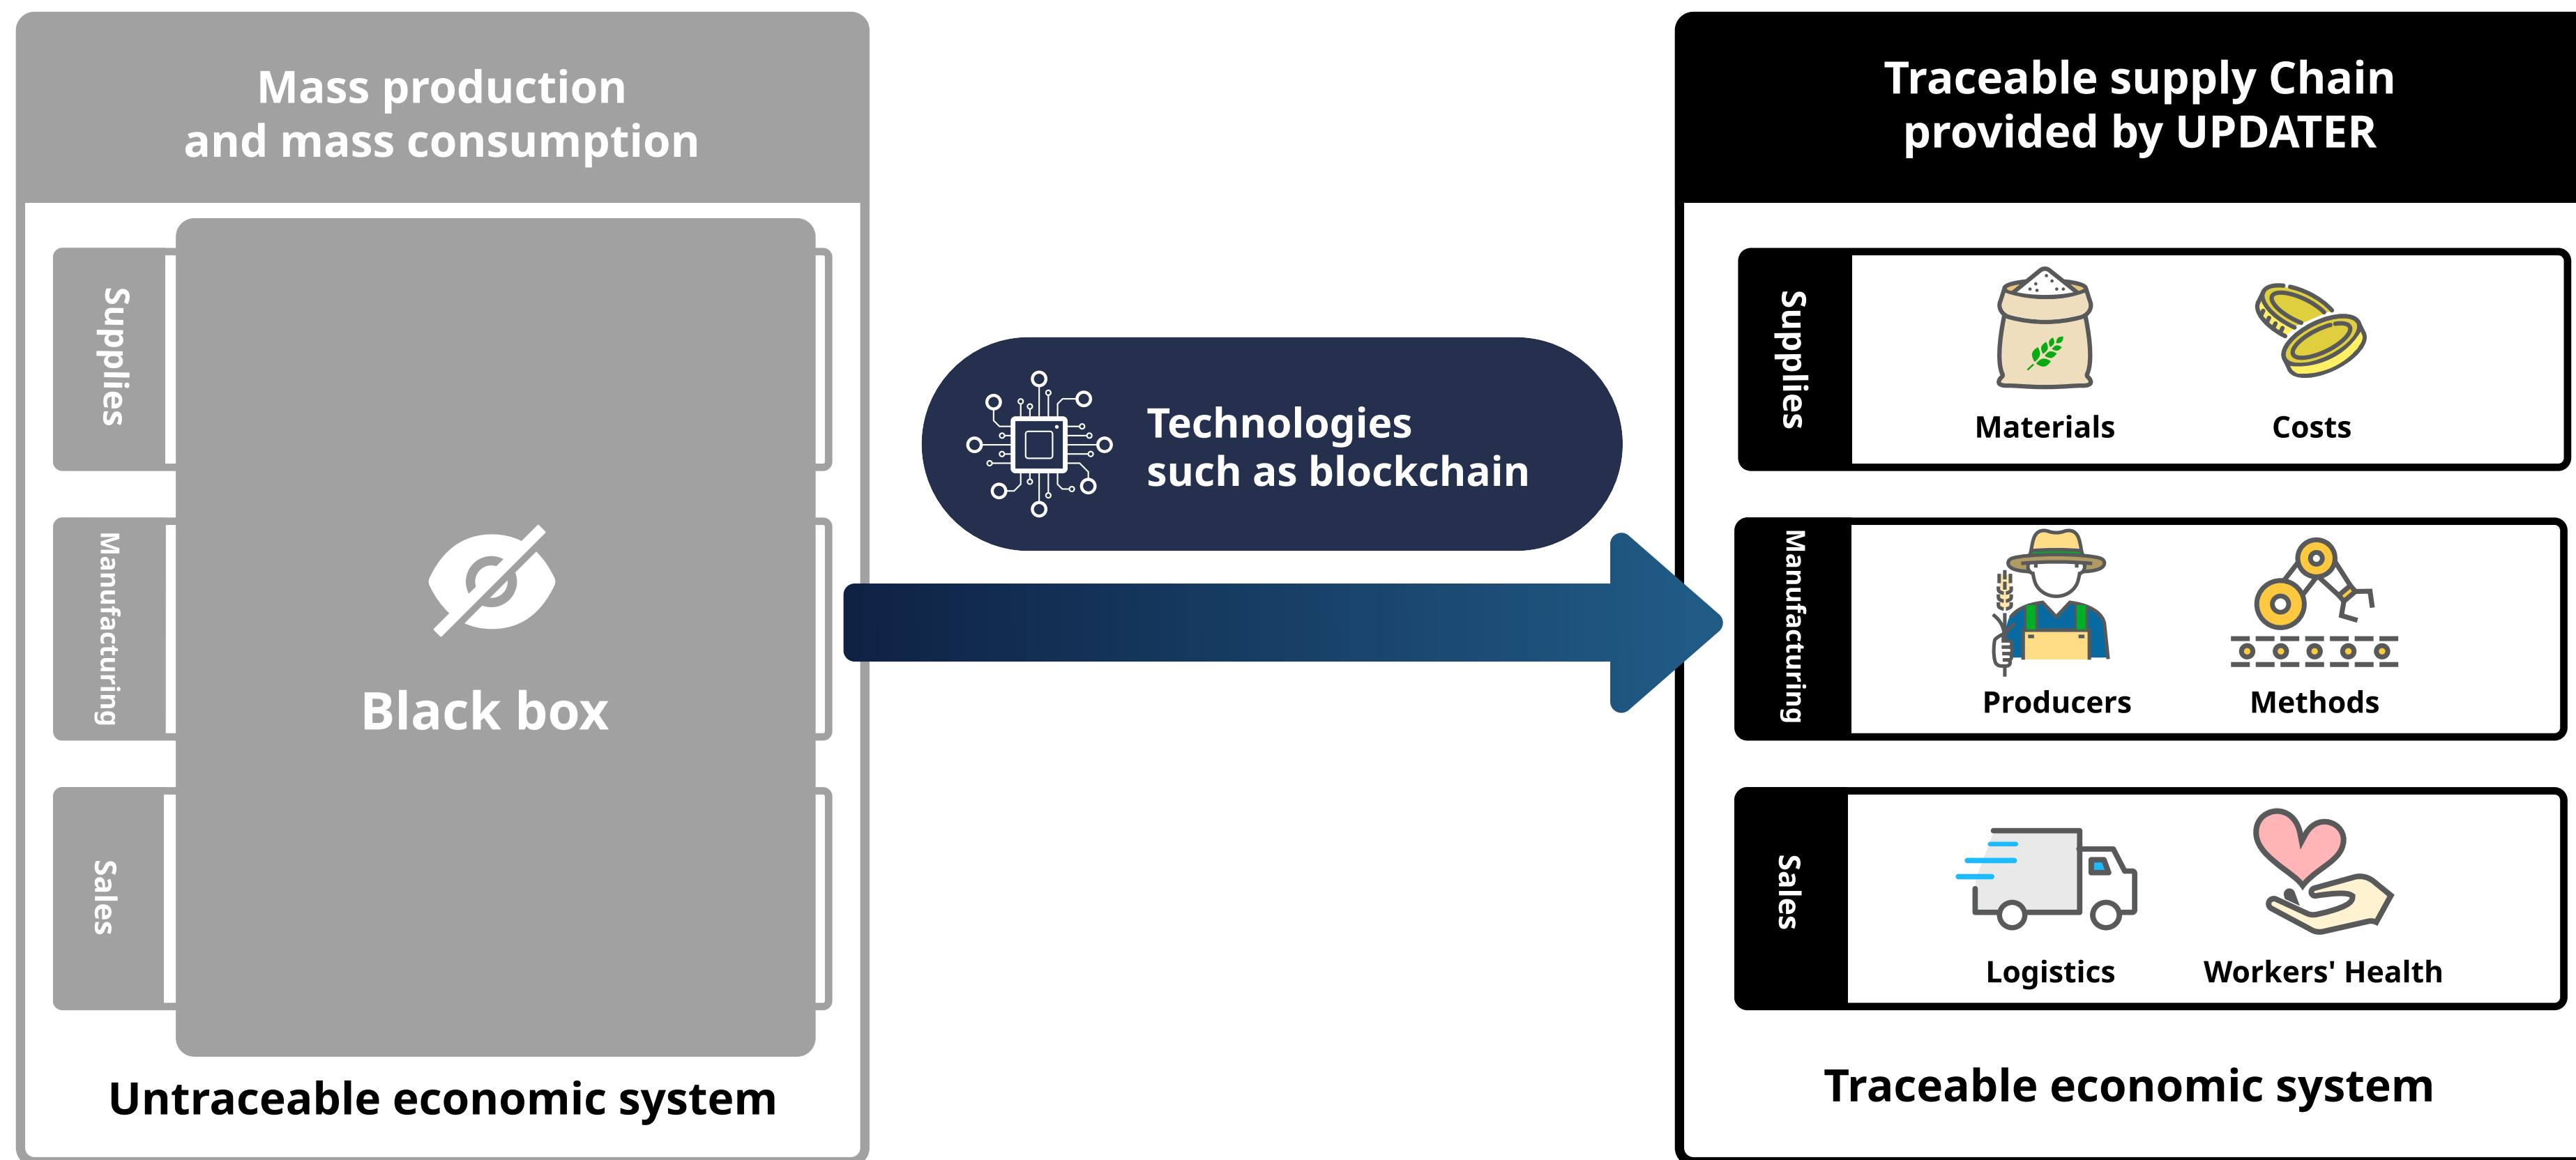 Mass production
and mass consumption
Supplies
Manufacturing
Sales
Black box
Untraceable economic system
Technologies
such as blockchain
Traceable supply Chain
provided by UPDATER
Supplies
Materials
Costs
Manufacturing
Producers
Methods
Sales
Logistics
Workers' Health
Traceable economic system